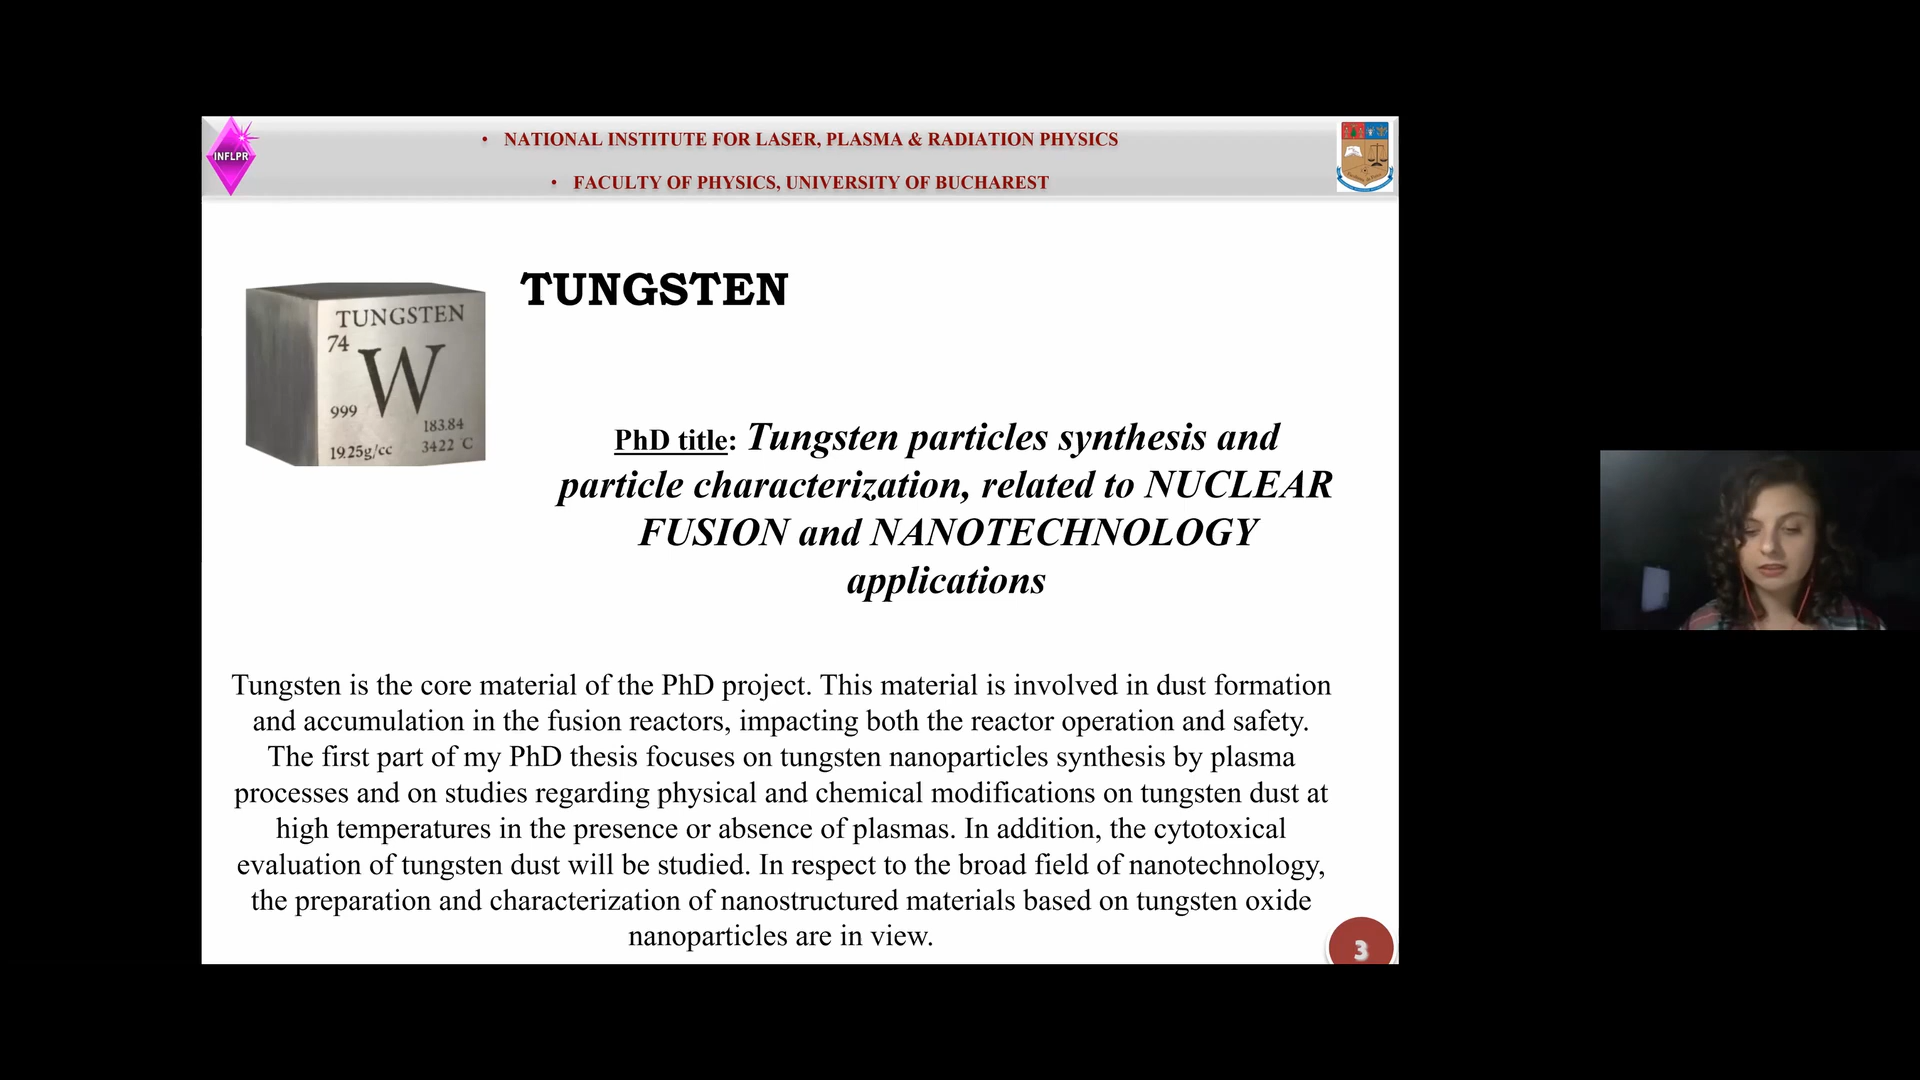 INFLPR
• NATIONAL INSTITUTE FOR LASER, PLASMA & RADIATION PHYSICS
• FACULTY OF PHYSICS, UNIVERSITY OF BUCHAREST
TUNGSTEN
TUNGSTEN
74
W
999
183.84
19.25g/cc
3422 °C
PhD title: Tungsten particles synthesis and
particle characterization, related to NUCLEAR
FUSION and NANOTECHNOLOGY
applications
Tungsten is the core material of the PhD project. This material is involved in dust formation
and accumulation in the fusion reactors, impacting both the reactor operation and safety.
The first part of my PhD thesis focuses on tungsten nanoparticles synthesis by plasma
processes and on studies regarding physical and chemical modifications on tungsten dust at
high temperatures in the presence or absence of plasmas. In addition, the cytotoxical
evaluation of tungsten dust will be studied. In respect to the broad field of nanotechnology,
the preparation and characterization of nanostructured materials based on tungsten oxide
nanoparticles are in view.
3